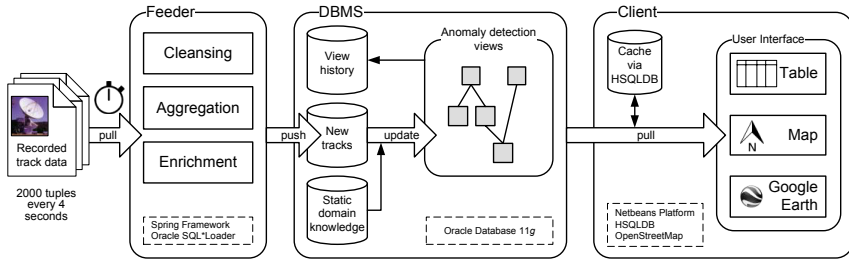 Feeder
DBMS
Client
Cleansing
Aggregation
Enrichment
Recorded
track data
2000 tuples
every 4
seconds
pull
Spring Framework
Oracle SQL*Loader
push
View
history
New
tracks
Static
domain
knowledge
update
Anomaly detection
views
Oracle Database 11g
pull
Cache
via
HSQLDB
Netbeans Platform
HSQLDB
OpenStreetMap
User Interface
Table
N
Map
Google
Earth